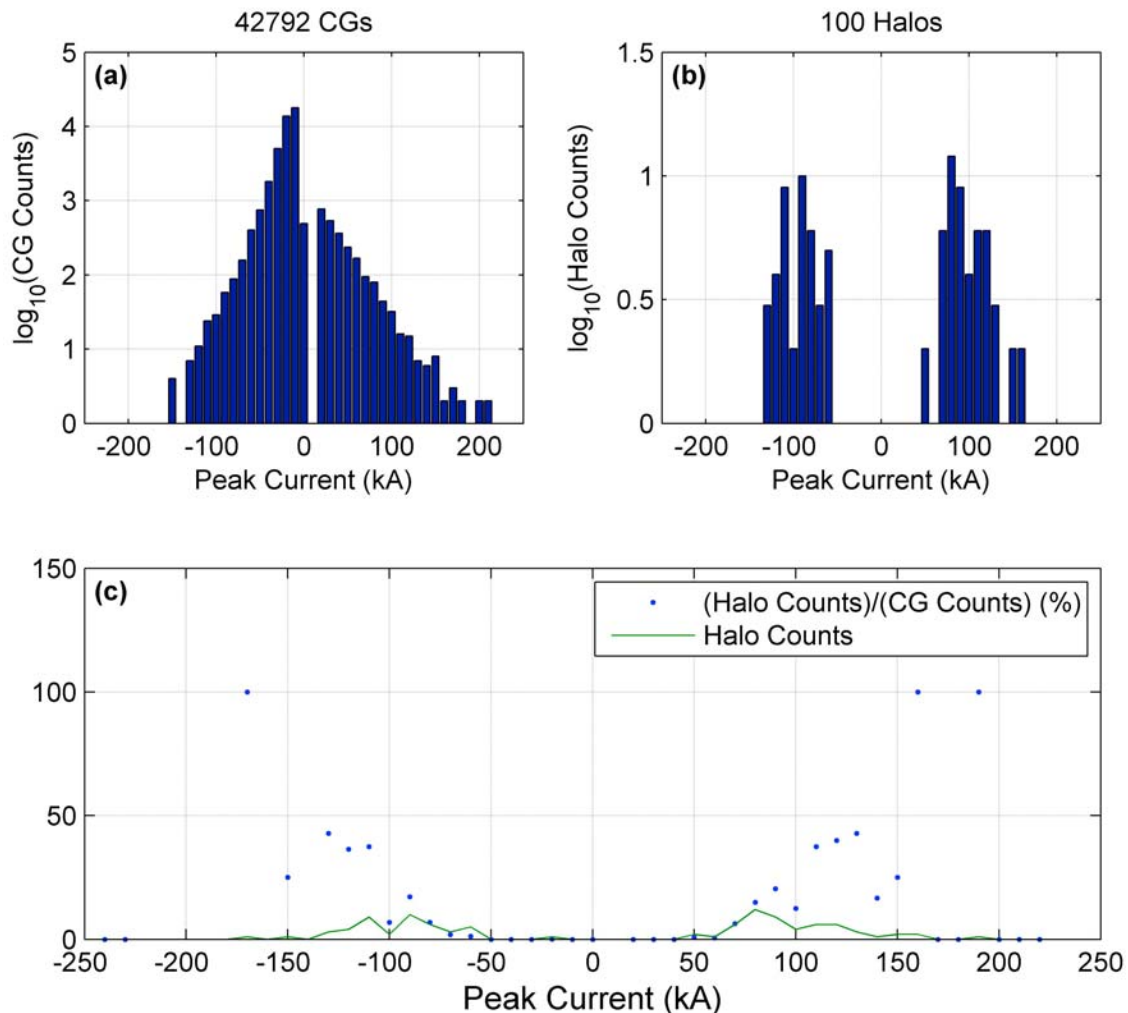 42792 CGs
(a)
5
4
3
2
1
0
log10(CG Counts)
-200 -100 0 100 200
Peak Current (kA)
100 Halos
(b)
1.5
1
0.5
0
log10(Halo Counts)
-200 -100 0 100 200
Peak Current (kA)
(c)
150
100
50
0
(Halo Counts)/(CG Counts) (%)
Halo Counts
-250 -200 -150 -100 -50 0 50 100 150 200 250
Peak Current (kA)